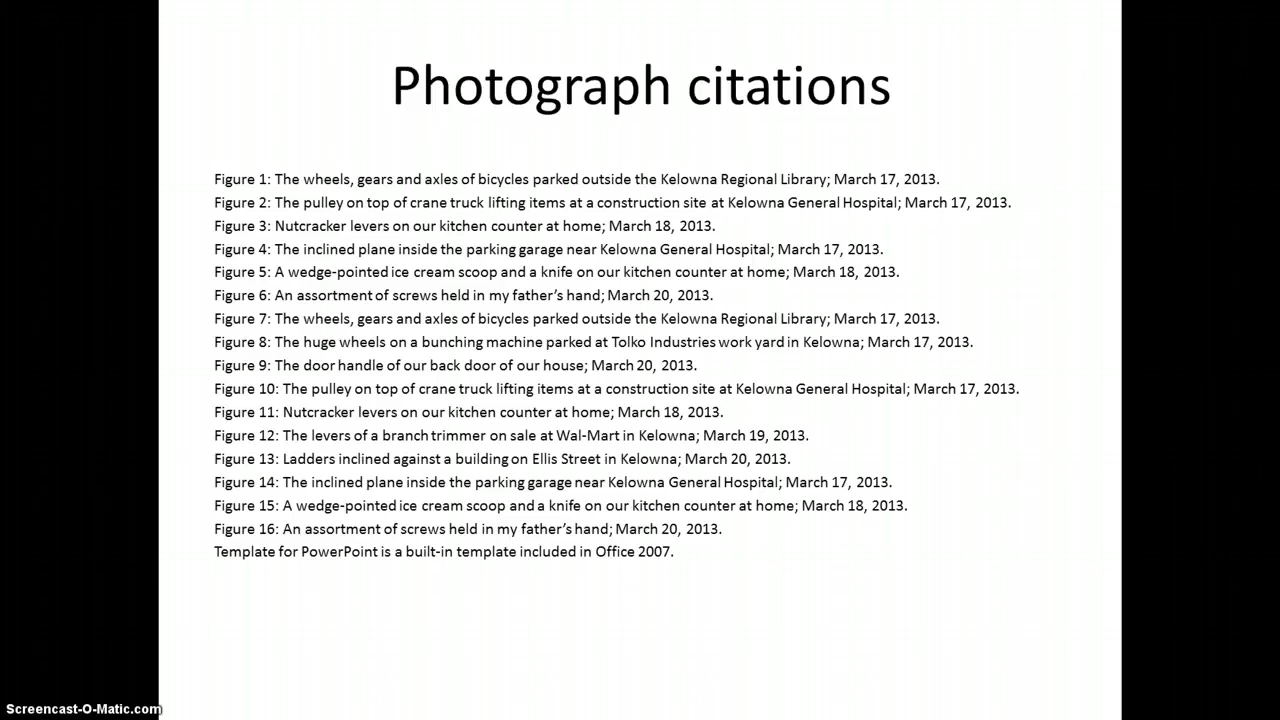 Photograph citations
Figure 1: The wheels, gears and axles of bicycles parked outside the Kelowna Regional Library; March 17, 2013.
Figure 2: The pulley on top of crane truck lifting items at a construction site at Kelowna General Hospital; March 17, 2013.
Figure 3: Nutcracker levers on our kitchen counter at home; March 18, 2013.
Figure 4: The inclined plane inside the parking garage near Kelowna General Hospital; March 17, 2013.
Figure 5: A wedge-pointed ice cream scoop and a knife on our kitchen counter at home; March 18, 2013.
Figure 6: An assortment of screws held in my father’s hand; March 20, 2013.
Figure 7: The wheels, gears and axles of bicycles parked outside the Kelowna Regional Library; March 17, 2013.
Figure 8: The huge wheels on a bunching machine parked at Tolko Industries work yard in Kelowna; March 17, 2013.
Figure 9: The door handle of our back door of our house; March 20, 2013.
Figure 10: The pulley on top of crane truck lifting items at a construction site at Kelowna General Hospital; March 17, 2013.
Figure 11: Nutcracker levers on our kitchen counter at home; March 18, 2013.
Figure 12: The levers of a branch trimmer on sale at Wal-Mart in Kelowna; March 19, 2013.
Figure 13: Ladders inclined against a building on Ellis Street in Kelowna; March 20, 2013.
Figure 14: The inclined plane inside the parking garage near Kelowna General Hospital; March 17, 2013.
Figure 15: A wedge-pointed ice cream scoop and a knife on our kitchen counter at home; March 18, 2013.
Figure 16: An assortment of screws held in my father’s hand; March 20, 2013.
Template for PowerPoint is a built-in template included in Office 2007.
Screencast-O-Matic.com